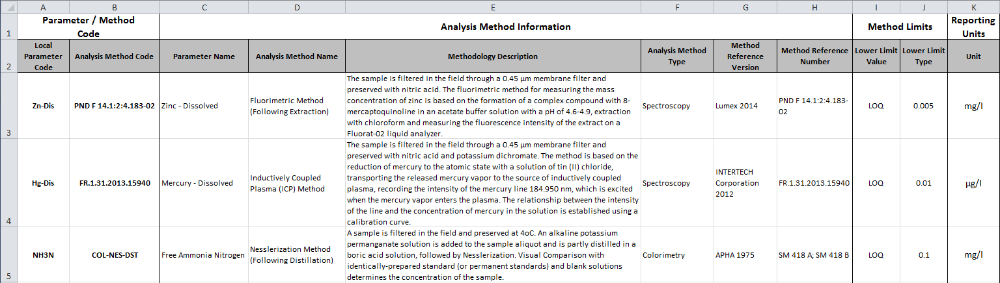 A B C D E F G H I J K
1
Parameter / Method
Code
Analysis Method Information
Method Limits
Reporting
Units
2
Local
Parameter
Code
Analysis Method Code
Parameter Name
Analysis Method Name
Methodology Description
Analysis Method
Type
Method
Reference
Version
Method Reference
Number
Lower Limit
Value
Lower Limit
Type
Unit
3
Zn-Dis
PND F 14.1:2:4.183-02
Zinc - Dissolved
Fluorimetric Method
(Following Extraction)
The sample is filtered in the field through a 0.45 µm membrane filter and
preserved with nitric acid. The fluorimetric method for measuring the mass
concentration of zinc is based on the formation of a complex compound with 8-
mercaptoquinoline in an acetate buffer solution with a pH of 4.6-4.9, extraction
with chloroform and measuring the fluorescence intensity of the extract on a
Fluorat-02 liquid analyzer.
Spectroscopy
Lumex 2014
PND F 14.1:2:4.183-
02
LOQ
0.005
mg/l
4
Hg-Dis
FR.1.31.2013.15940
Mercury - Dissolved
Inductively Coupled
Plasma (ICP) Method
The sample is filtered in the field through a 0.45 µm membrane filter and
preserved with nitric acid and potassium dichromate. The method is based on the
reduction of mercury to the atomic state with a solution of tin (II) chloride,
transporting the released mercury vapor to the source of inductively coupled
plasma, recording the intensity of the mercury line 184.950 nm, which is excited
when the mercury vapor enters the plasma. The relationship between the intensity
of the line and the concentration of mercury in the solution is established using a
calibration curve.
Spectroscopy
INTERTECH
Corporation
2012
FR.1.31.2013.15940
LOQ
0.01
µg/l
5
NH3N
COL-NES-DST
Free Ammonia Nitrogen
Nesslerization Method
(Following Distillation)
A sample is filtered in the field and preserved at 4oC. An alkaline potassium
permanganate solution is added to the sample aliquot and is partly distilled in a
boric acid solution, followed by Nesslerization. Visual Comparison with
identically-prepared standard (or permanent standards) and blank solutions
determines the concentration of the sample.
Colorimetry
APHA 1975
SM 418 A; SM 418 B
LOQ
0.1
mg/l